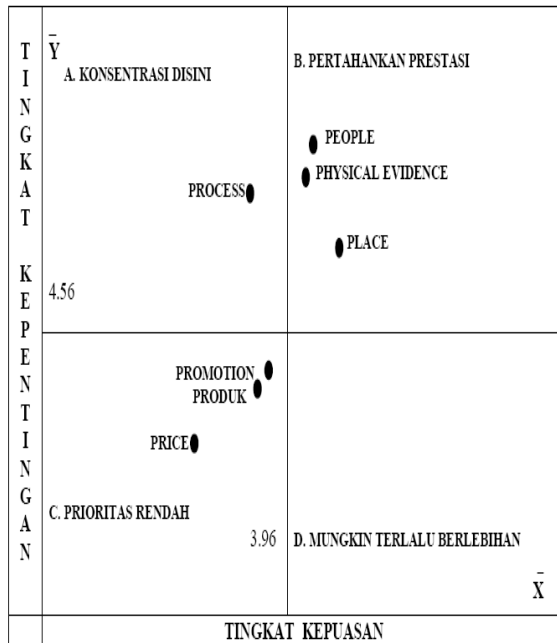 TINGKAT KEPENTINGAN
Y
A. KONSENTRASI DISINI
B. PERTAHANKAN PRESTASI
PEOPLE
PHYSICAL EVIDENCE
PROCESS
PLACE
4.56
PROMOTION
PRODUK
PRICE
C. PRIORITAS RENDAH
3.96
D. MUNGKIN TERLALU BERLEBIHAN
X
TINGKAT KEPUASAN